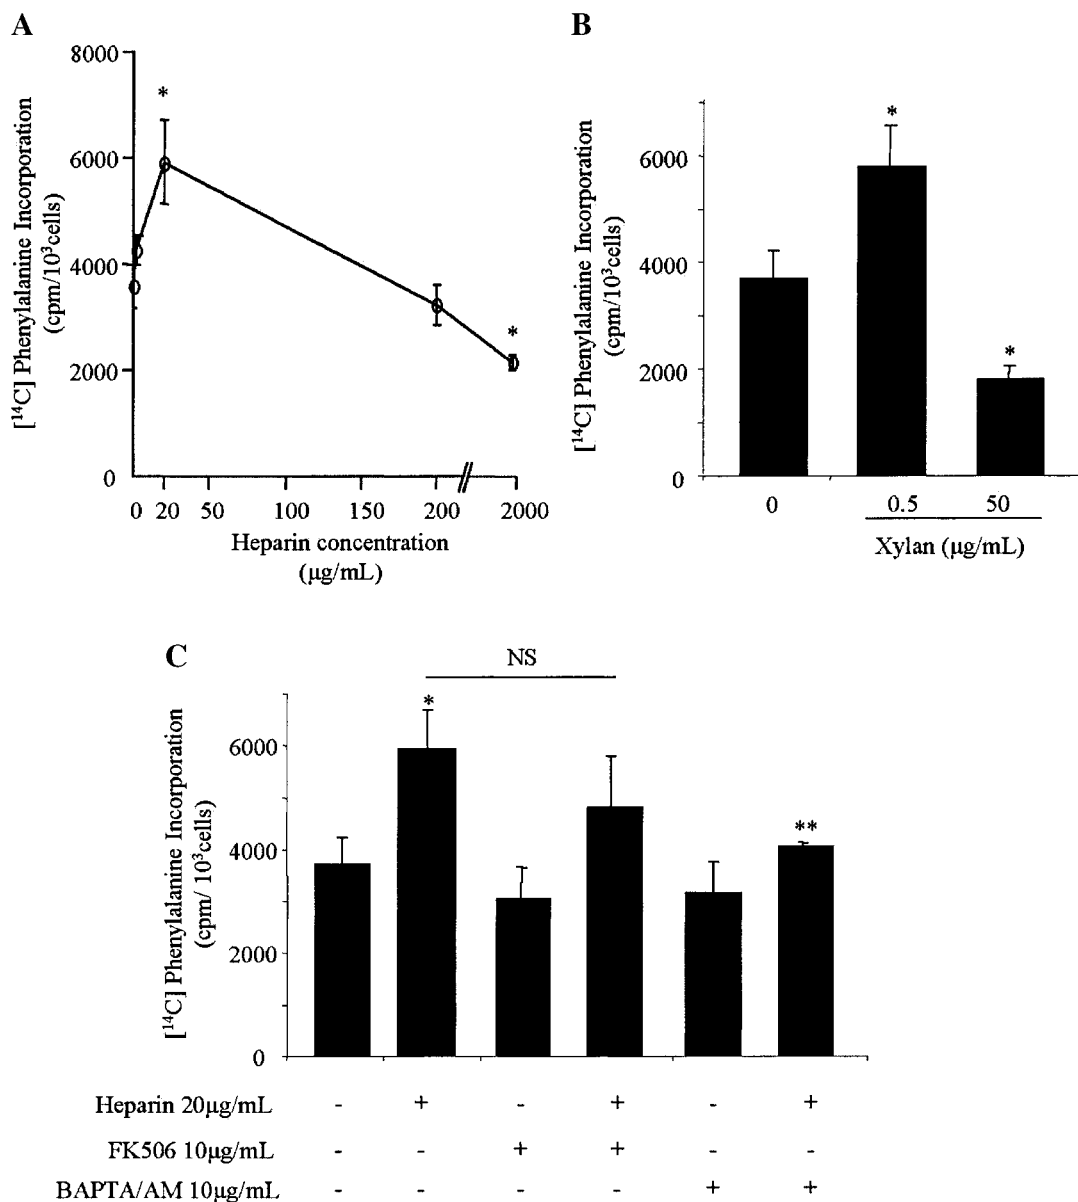 A
8000
6000
4000
2000
0
[¹⁴C] Phenylalanine Incorporation
(cpm/10³cells)
*
*
0 20 50 100 150 200 2000
Heparin concentration
(μg/mL)
B
6000
4000
2000
0
[¹⁴C] Phenylalanine Incorporation
(cpm/10³cells)
*
*
0 0.5 50
Xylan (μg/mL)
C
NS
6000
4000
2000
0
[¹⁴C] Phenylalanine Incorporation
(cpm/ 10³cells)
*
**
Heparin 20μg/mL - + - + - +
FK506 10μg/mL - - + + - -
BAPTA/AM 10μg/mL - - - - + +